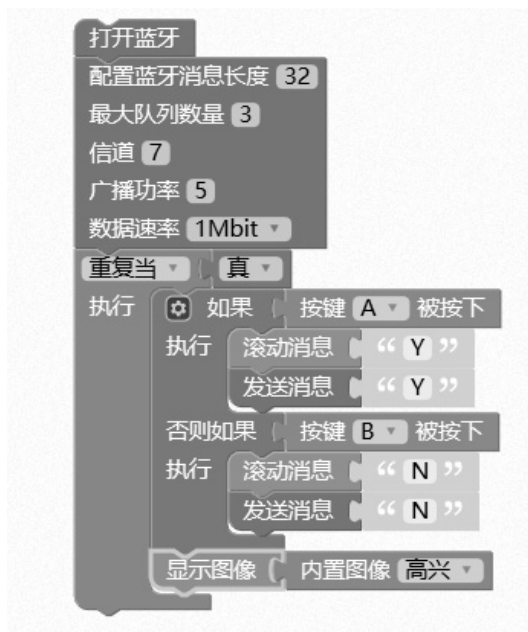 打开蓝牙
配置蓝牙消息长度 32
最大队列数量 3
信道 7
广播功率 5
数据速率 1Mbit
重复当 真
执行 如果 按键 A 被按下
执行 滚动消息 “ Y ”
发送消息 “ Y ”
否则如果 按键 B 被按下
执行 滚动消息 “ N ”
发送消息 “ N ”
显示图像 内置图像 高兴